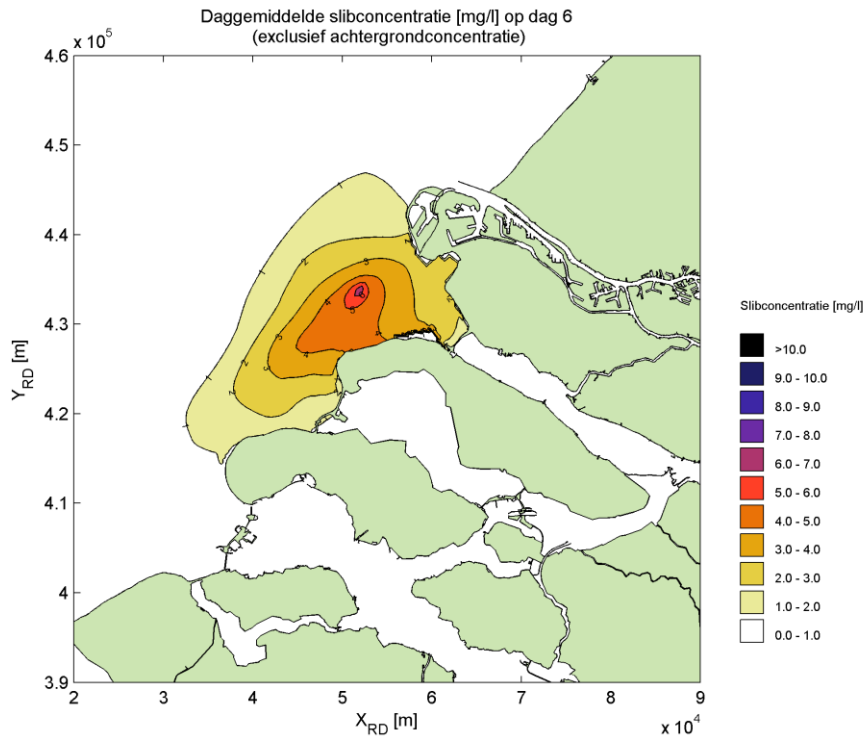 Daggemiddelde slibconcentratie [mg/l] op dag 6
(exclusief achtergrondconcentratie)
x 10^5
4.6
4.5
4.4
4.3
4.2
4.1
4
3.9
Y_RD [m]
2
3
4
5
6
7
8
9
X_RD [m]
x 10^4
Slibconcentratie [mg/l]
>10.0
9.0 - 10.0
8.0 - 9.0
7.0 - 8.0
6.0 - 7.0
5.0 - 6.0
4.0 - 5.0
3.0 - 4.0
2.0 - 3.0
1.0 - 2.0
0.0 - 1.0